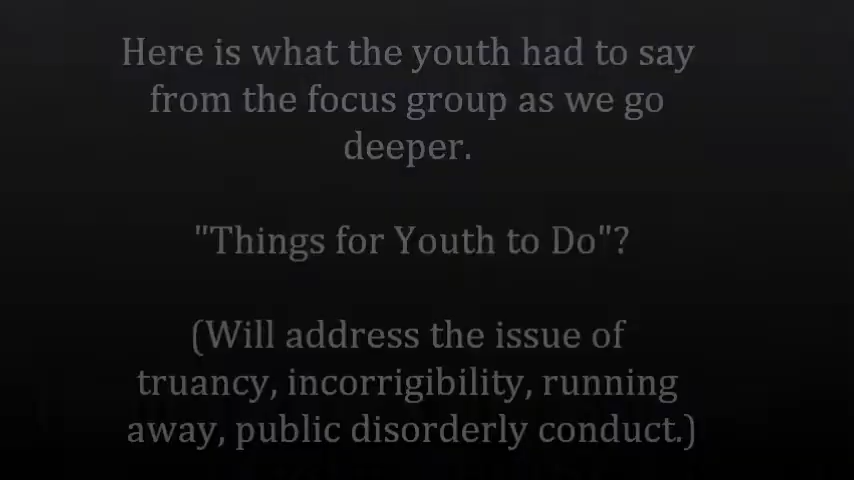 Here is what the youth had to say
from the focus group as we go
deeper.
"Things for Youth to Do"?
(Will address the issue of
truancy, incorrigibility, running
away, public disorderly conduct.)